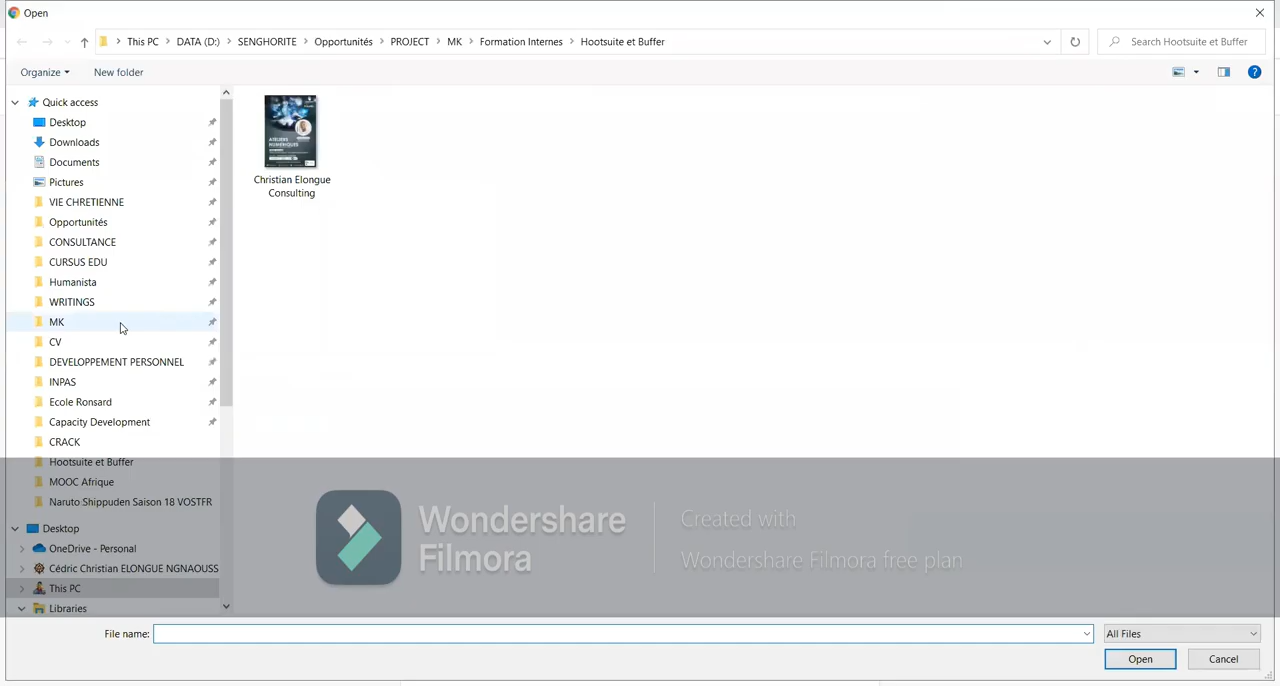 Open
This PC > DATA (D:) > SENGHORITE > Opportunités > PROJECT > MK > Formation Internes > Hootsuite et Buffer
Search Hootsuite et Buffer
Organize
New folder
Quick access
Desktop
Downloads
Documents
Pictures
VIE CHRETIENNE
Opportunités
CONSULTANCE
CURSUS EDU
Humanista
WRITINGS
MK
CV
DEVELOPPEMENT PERSONNEL
INPAS
Ecole Ronsard
Capacity Development
CRACK
Hootsuite et Buffer
MOOC Afrique
Naruto Shippuden Saison 18 VOSTFR
Desktop
OneDrive - Personal
Cédric Christian ELONGUE NGNAOUSS
This PC
Libraries
ATELIERS
NUMERIQUES
Christian Elongue
Consulting
Wondershare
Filmora
Created with
Wondershare Filmora free plan
File name:
All Files
Open
Cancel